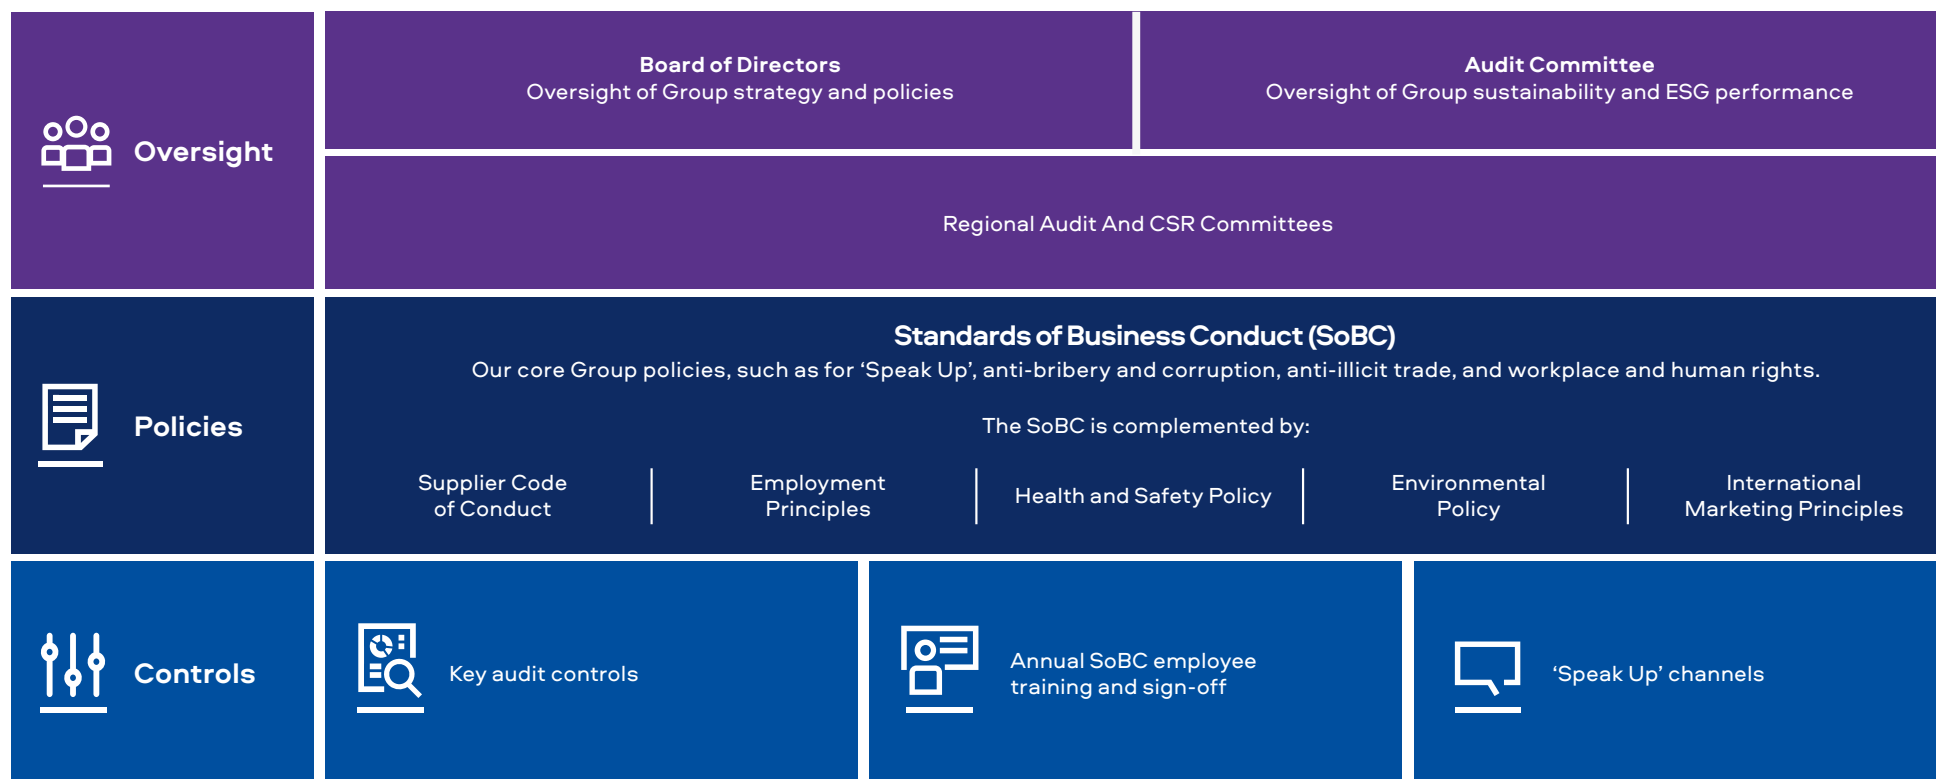 Oversight
Board of Directors
Oversight of Group strategy and policies
Audit Committee
Oversight of Group sustainability and ESG performance
Regional Audit And CSR Committees
Policies
Standards of Business Conduct (SoBC)
Our core Group policies, such as for ‘Speak Up’, anti-bribery and corruption, anti-illicit trade, and workplace and human rights.
The SoBC is complemented by:
Supplier Code
of Conduct
Employment
Principles
Health and Safety Policy
Environmental
Policy
International
Marketing Principles
Controls
Key audit controls
Annual SoBC employee
training and sign-off
‘Speak Up’ channels